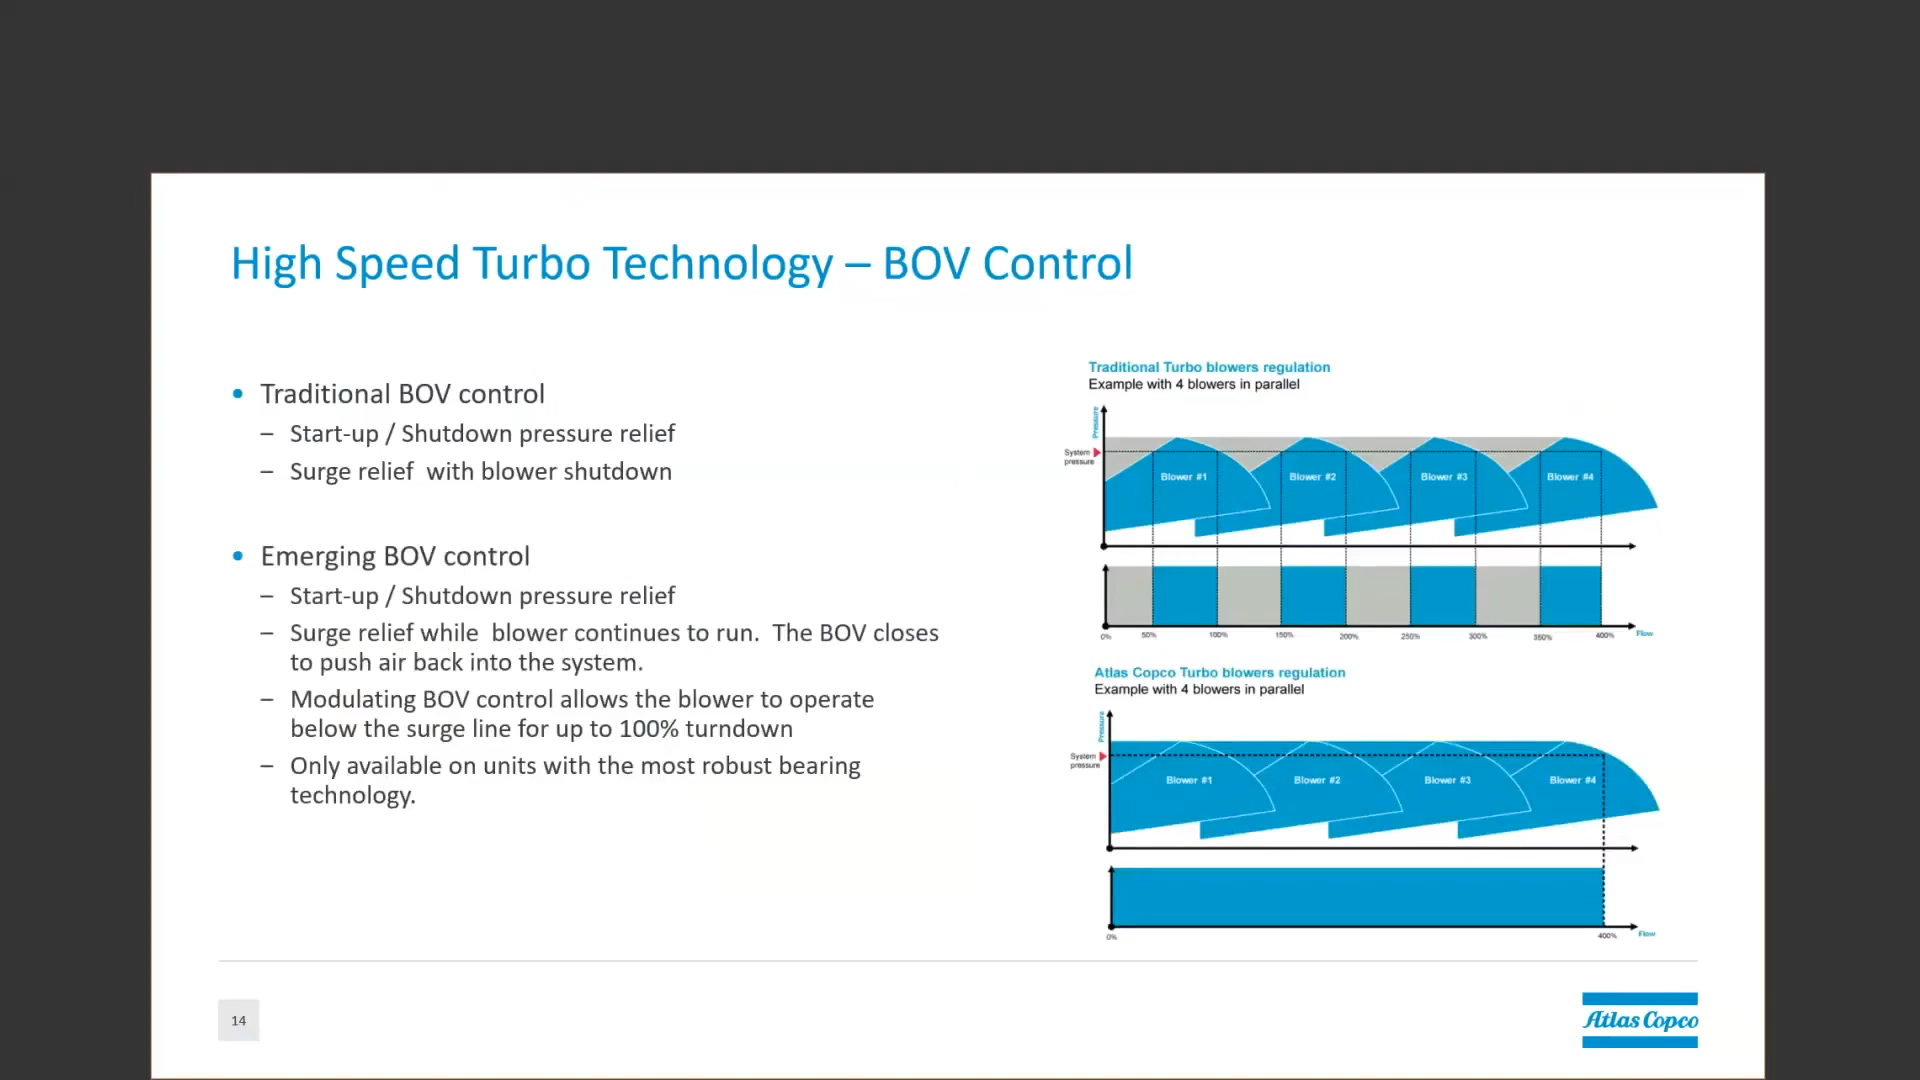 High Speed Turbo Technology – BOV Control
• Traditional BOV control
– Start-up / Shutdown pressure relief
– Surge relief with blower shutdown
• Emerging BOV control
– Start-up / Shutdown pressure relief
– Surge relief while blower continues to run. The BOV closes
to push air back into the system.
– Modulating BOV control allows the blower to operate
below the surge line for up to 100% turndown
– Only available on units with the most robust bearing
technology.
Traditional Turbo blowers regulation
Example with 4 blowers in parallel
Pressure
System
pressure
Blower #1
Blower #2
Blower #3
Blower #4
0%
50%
100%
150%
200%
250%
300%
350%
400%
Flow
Atlas Copco Turbo blowers regulation
Example with 4 blowers in parallel
Pressure
System
pressure
Blower #1
Blower #2
Blower #3
Blower #4
0%
400%
Flow
14
Atlas Copco